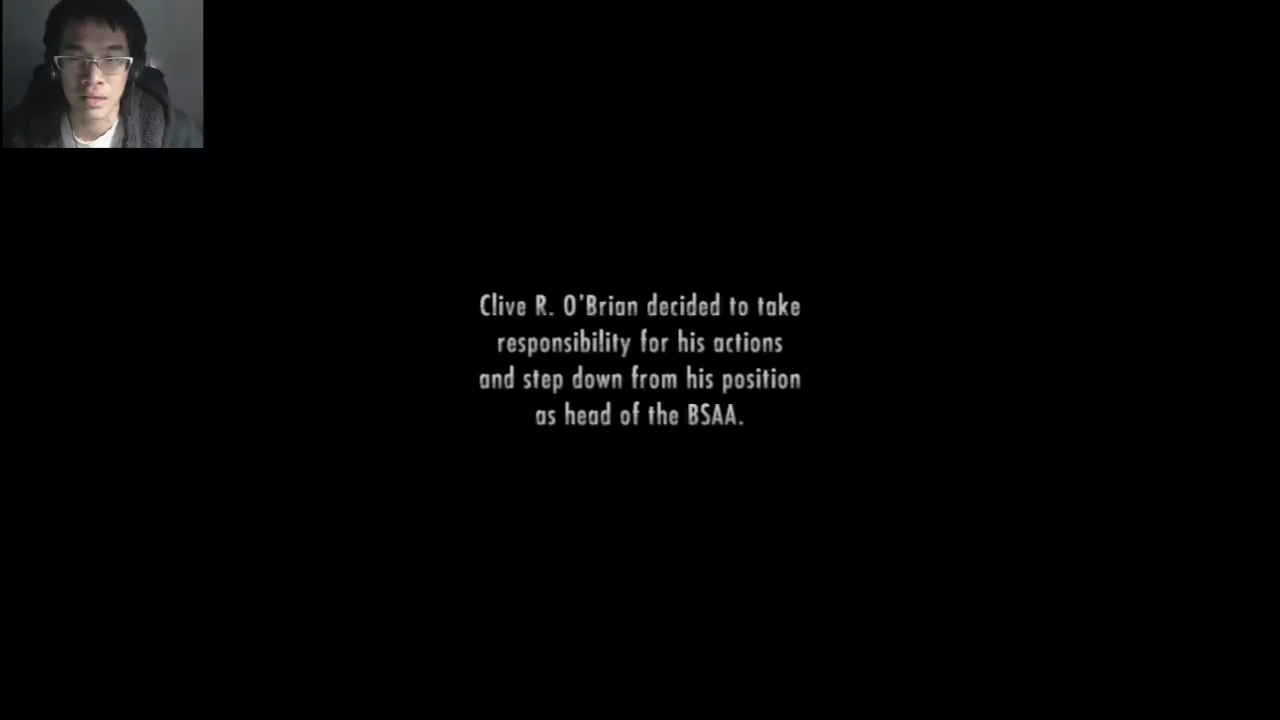 Clive R. O'Brian decided to take
responsibility for his actions
and step down from his position
as head of the BSAA.